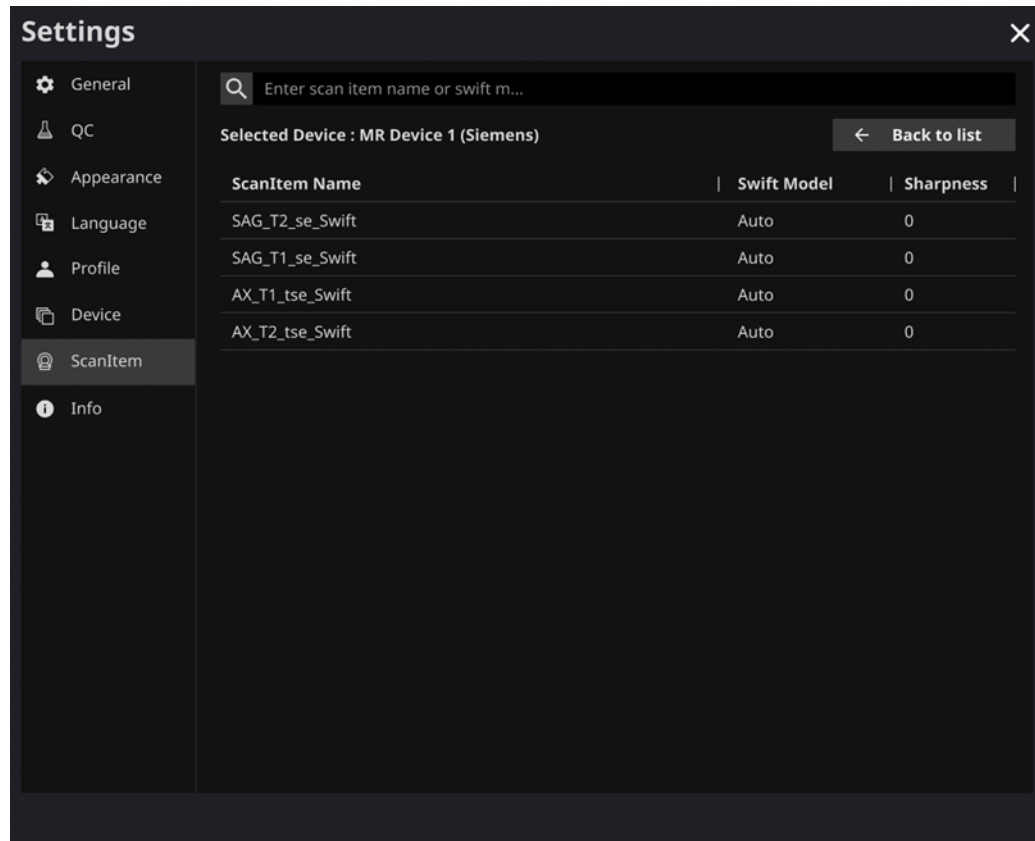 Settings
General
QC
Appearance
Language
Profile
Device
ScanItem
Info
Enter scan item name or swift m...
Selected Device : MR Device 1 (Siemens)
Back to list
ScanItem Name | Swift Model | Sharpness |
SAG_T2_se_Swift Auto 0
SAG_T1_se_Swift Auto 0
AX_T1_tse_Swift Auto 0
AX_T2_tse_Swift Auto 0